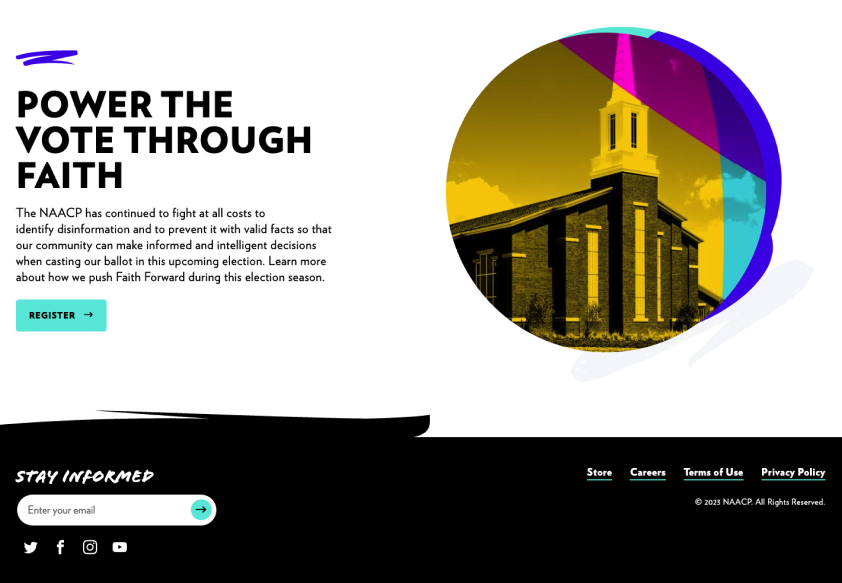 POWER THE
VOTE THROUGH
FAITH
The NAACP has continued to fight at all costs to
identify disinformation and to prevent it with valid facts so that
our community can make informed and intelligent decisions
when casting our ballot in this upcoming election. Learn more
about how we push Faith Forward during this election season.
REGISTER →
STAY INFORMED
Enter your email
Store Careers Terms of Use Privacy Policy
© 2023 NAACP. All Rights Reserved.